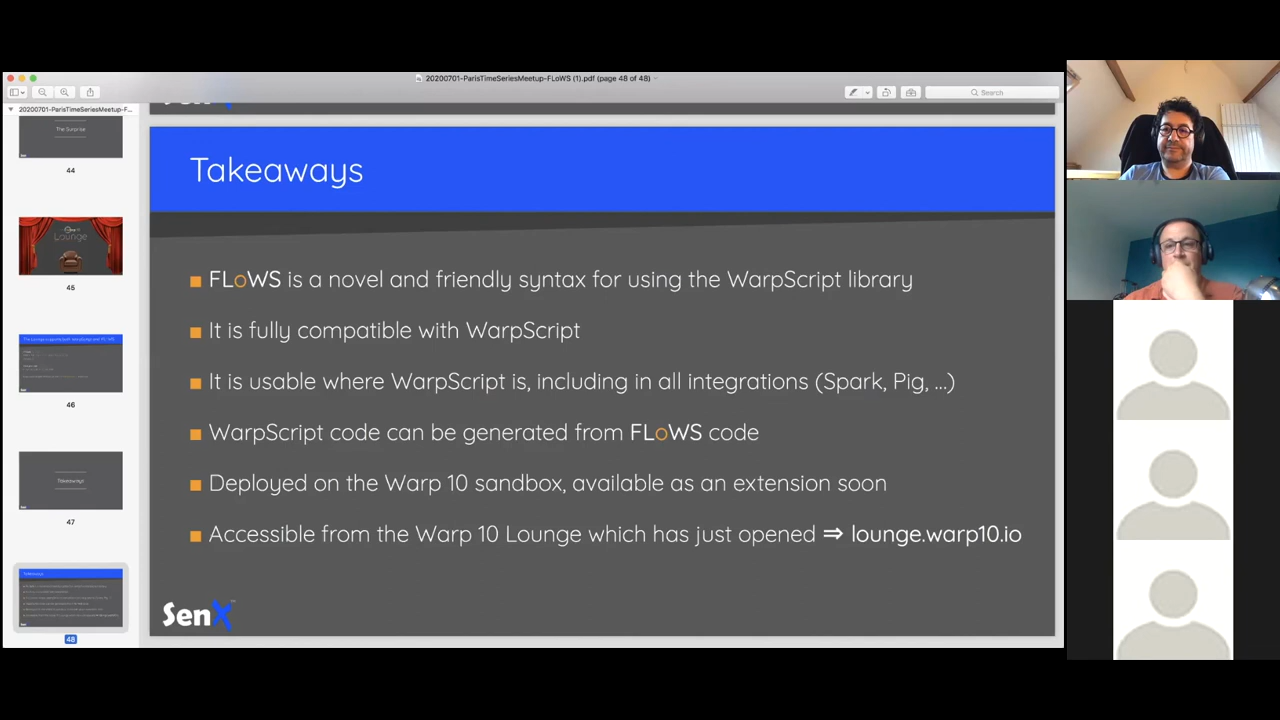 20200701-ParisTimeSeriesMeetup-FLoWS (1).pdf (page 48 of 48)
Search
20200701-ParisTimeSeriesMeetup-F...
The Surprise
44
Lounge
45
46
Takeaways
47
Takeaways
48
Takeaways
FLoWS is a novel and friendly syntax for using the WarpScript library
It is fully compatible with WarpScript
It is usable where WarpScript is, including in all integrations (Spark, Pig, ...)
WarpScript code can be generated from FLoWS code
Deployed on the Warp 10 sandbox, available as an extension soon
Accessible from the Warp 10 Lounge which has just opened ⇒ lounge.warp10.io
SenX